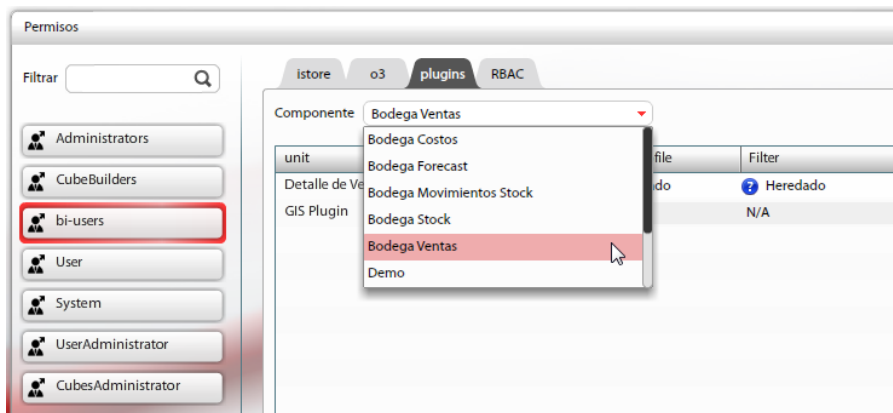 Permisos
Filtrar
istore o3 plugins RBAC
Componente Bodega Ventas
Administrators
CubeBuilders
bi-users
User
System
UserAdministrator
CubesAdministrator
Bodega Costos
Bodega Forecast
Bodega Movimientos Stock
Bodega Stock
Bodega Ventas
Demo
unit file Filter
Detalle de Ve do ? Heredado
GIS Plugin N/A